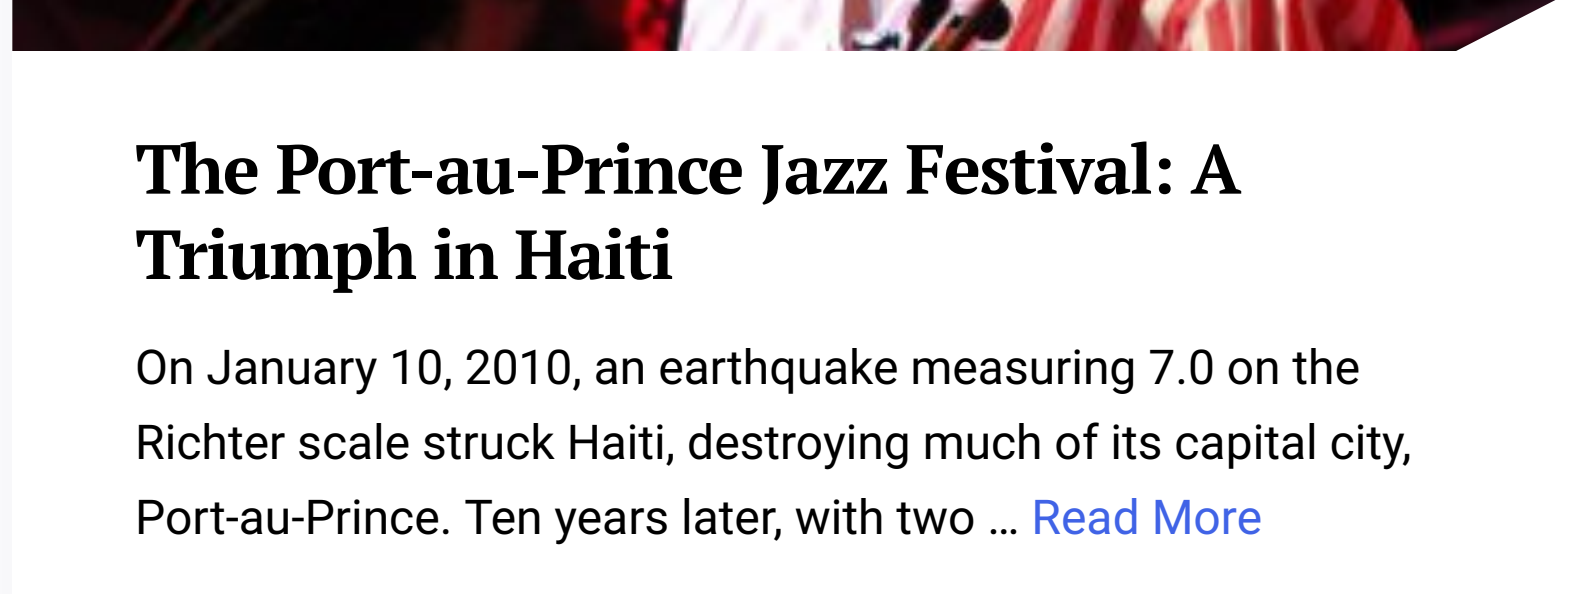 The Port-au-Prince Jazz Festival: A
Triumph in Haiti
On January 10, 2010, an earthquake measuring 7.0 on the
Richter scale struck Haiti, destroying much of its capital city,
Port-au-Prince. Ten years later, with two ... Read More